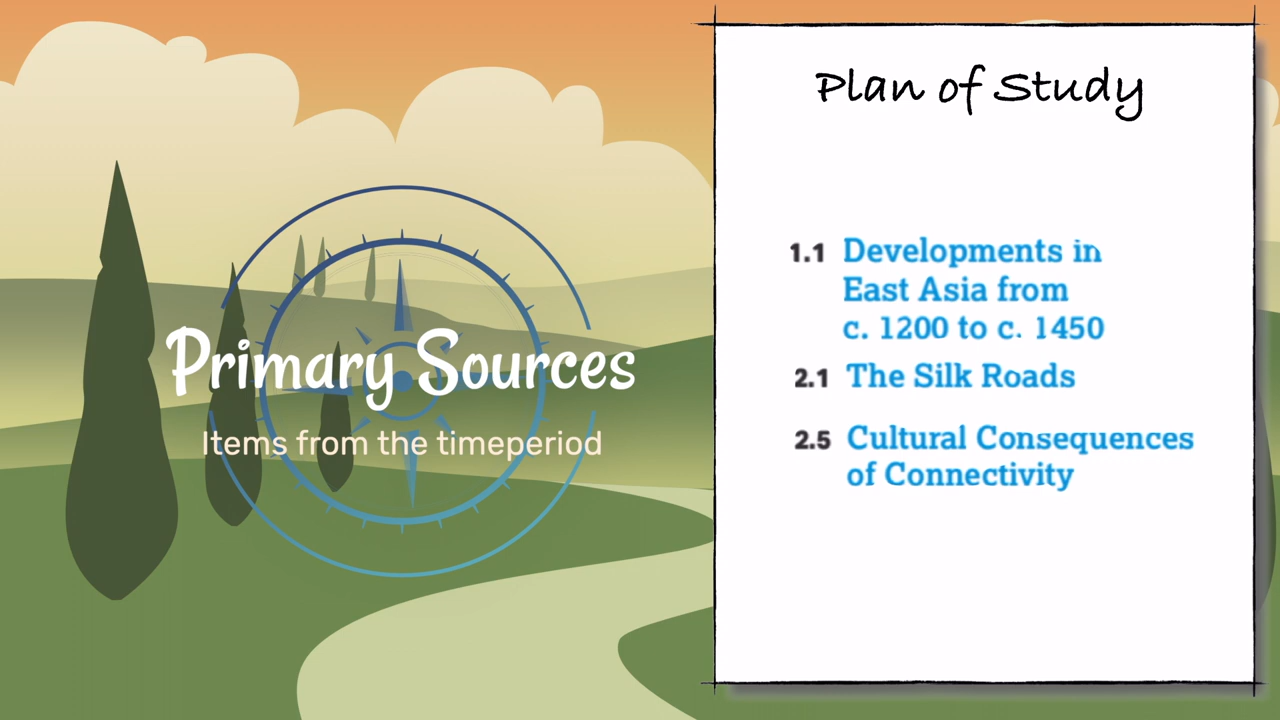 Plan of Study
1.1 Developments in
East Asia from
c. 1200 to c. 1450
2.1 The Silk Roads
2.5 Cultural Consequences
of Connectivity
Primary Sources
Items from the timeperiod